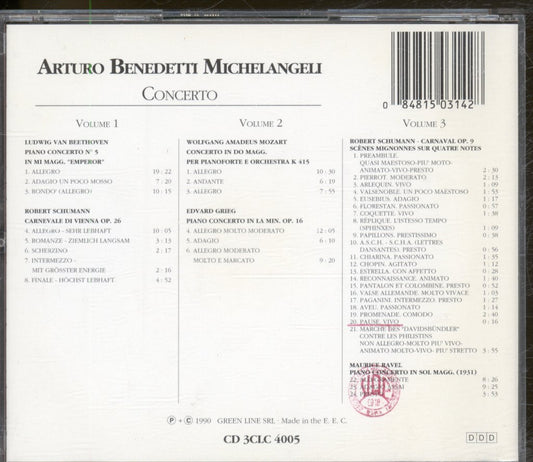 ARTURO BENEDETTI MICHELANGELI
CONCERTO
0 84815 03142
VOLUME 1
LUDWIG VAN BEETHOVEN
PIANO CONCERTO N° 5
IN MI MAGG. "EMPEROR"
1. ALLEGRO 19 : 22
2. ADAGIO UN POCO MOSSO 7 : 20
3. RONDO' (ALLEGRO) 10 : 15
ROBERT SCHUMANN
CARNEVALE DI VIENNA OP. 26
4. ALLEGRO - SEHR LEBHAFT 10 : 05
5. ROMANZE - ZIEMLICH LANGSAM 3 : 13
6. SCHERZINO 2 : 17
7. INTERMEZZO -
MIT GRÖSSTER ENERGIE 2 : 16
8. FINALE - HÖCHST LEBHAFT 4 : 52
VOLUME 2
WOLFGANG AMADEUS MOZART
CONCERTO IN DO MAGG.
PER PIANOFORTE E ORCHESTRA K 415
1. ALLEGRO 10 : 30
2. ANDANTE 6 : 19
3. ALLEGRO 7 : 55
EDVARD GRIEG
PIANO CONCERTO IN LA MIN. OP. 16
4. ALLEGRO MOLTO MODERATO 12 : 05
5. ADAGIO 6 : 10
6. ALLEGRO MODERATO
MOLTO E MARCATO 9 : 20
VOLUME 3
ROBERT SCHUMANN - CARNAVAL OP. 9
SCÈNES MIGNONNES SUR QUATRE NOTES
1. PREAMBULE.
QUASI MAESTOSO-PIU' MOTO-
ANIMATO-VIVO-PRESTO 2 : 30
2. PIERROT. MODERATO 2 : 13
3. ARLEQUIN. VIVO 1 : 09
4. VALSENOBLE. UN POCO MAESTOSO 1 : 53
5. EUSEBIUS. ADAGIO 1 : 17
6. FLORESTAN. PASSIONATO 0 : 57
7. COQUETTE. VIVO 1 : 38
8. RÉPLIQUE. L'ISTESSO TEMPO
(SPHINXES) 1 : 09
9. PAPILLONS. PRESTISSIMO 0 : 58
10. A.S.C.H. - S.C.H.A. (LETTRES
DANSANTES). PRESTO 0 : 56
11. CHIARINA. PASSIONATO 1 : 35
12. CHOPIN. AGITATO 1 : 12
13. ESTRELLA. CON AFFETTO 0 : 28
14. RECONNAISSANCE. ANIMATO 1 : 54
15. PANTALON ET COLOMBINE. PRESTO 0 : 52
16. VALSE ALLEMANDE. MOLTO VIVACE 1 : 03
17. PAGANINI. INTERMEZZO. PRESTO 1 : 27
18. AVEU. PASSIONATO 1 : 14
19. PROMENADE. COMODO 2 : 40
20. PAUSE. VIVO 0 : 16
21. MARCHE DES "DAVIDSBÜNDLER"
CONTRE LES PHILISTINS
NON ALLEGRO-MOLTO PIU' VIVO-
ANIMATO-MOLTO-VIVO- PIU' STRETTO 3 : 55
MAURICE RAVEL
PIANO CONCERTO IN SOL MAGG. (1931)
22. 8 : 26
23. ASSAI 9 : 25
24. 3 : 53
Ⓟ + © 1990 GREEN LINE SRL - Made in the E. E. C.
CD 3CLC 4005
D D D